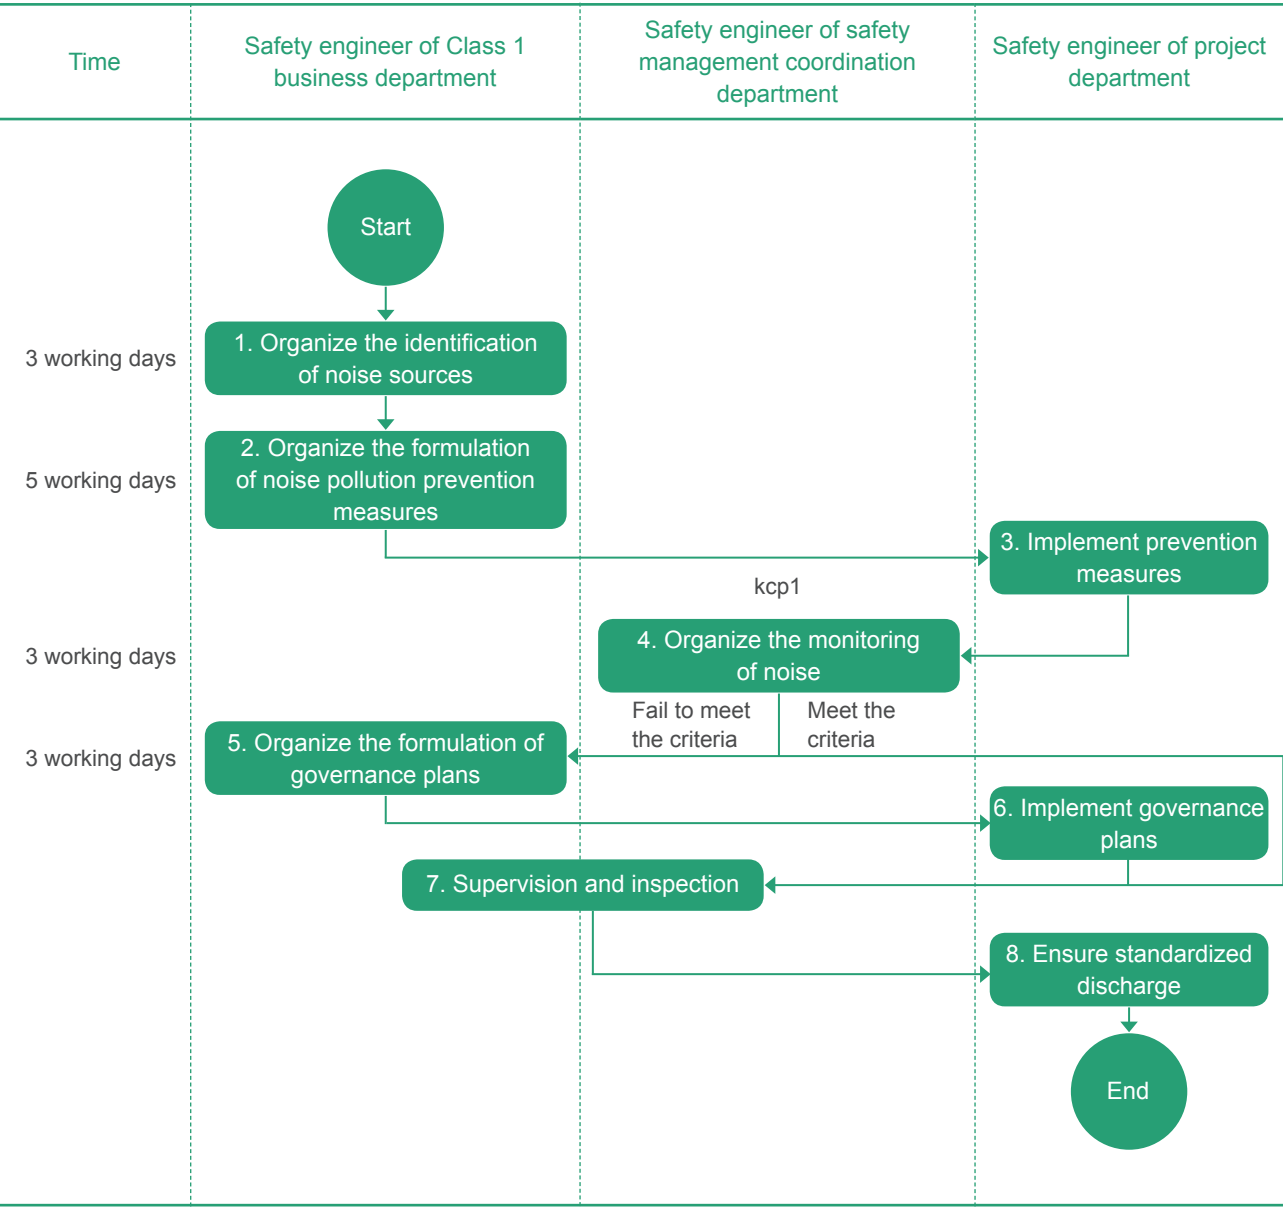 Time
Safety engineer of Class 1
business department
Safety engineer of safety
management coordination
department
Safety engineer of project
department
Start
3 working days
1. Organize the identification
of noise sources
5 working days
2. Organize the formulation
of noise pollution prevention
measures
3. Implement prevention
measures
kcp1
3 working days
4. Organize the monitoring
of noise
Fail to meet
the criteria
Meet the
criteria
3 working days
5. Organize the formulation of
governance plans
6. Implement governance
plans
7. Supervision and inspection
8. Ensure standardized
discharge
End